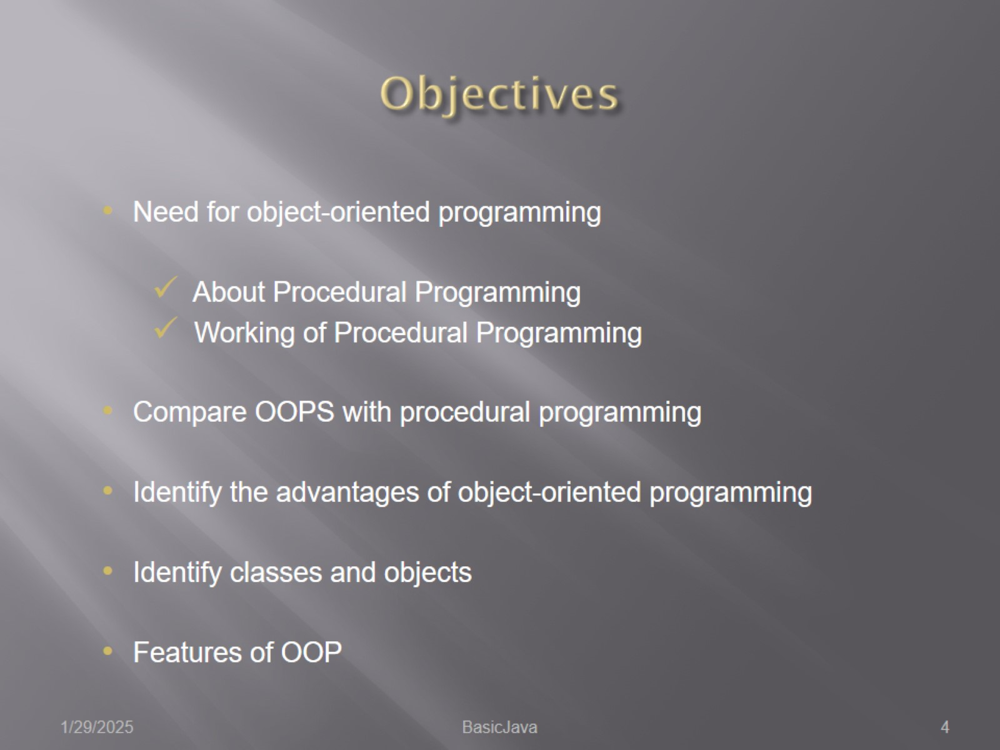 Objectives
• Need for object-oriented programming
✓ About Procedural Programming
✓ Working of Procedural Programming
• Compare OOPS with procedural programming
• Identify the advantages of object-oriented programming
• Identify classes and objects
• Features of OOP
1/29/2025
BasicJava
4